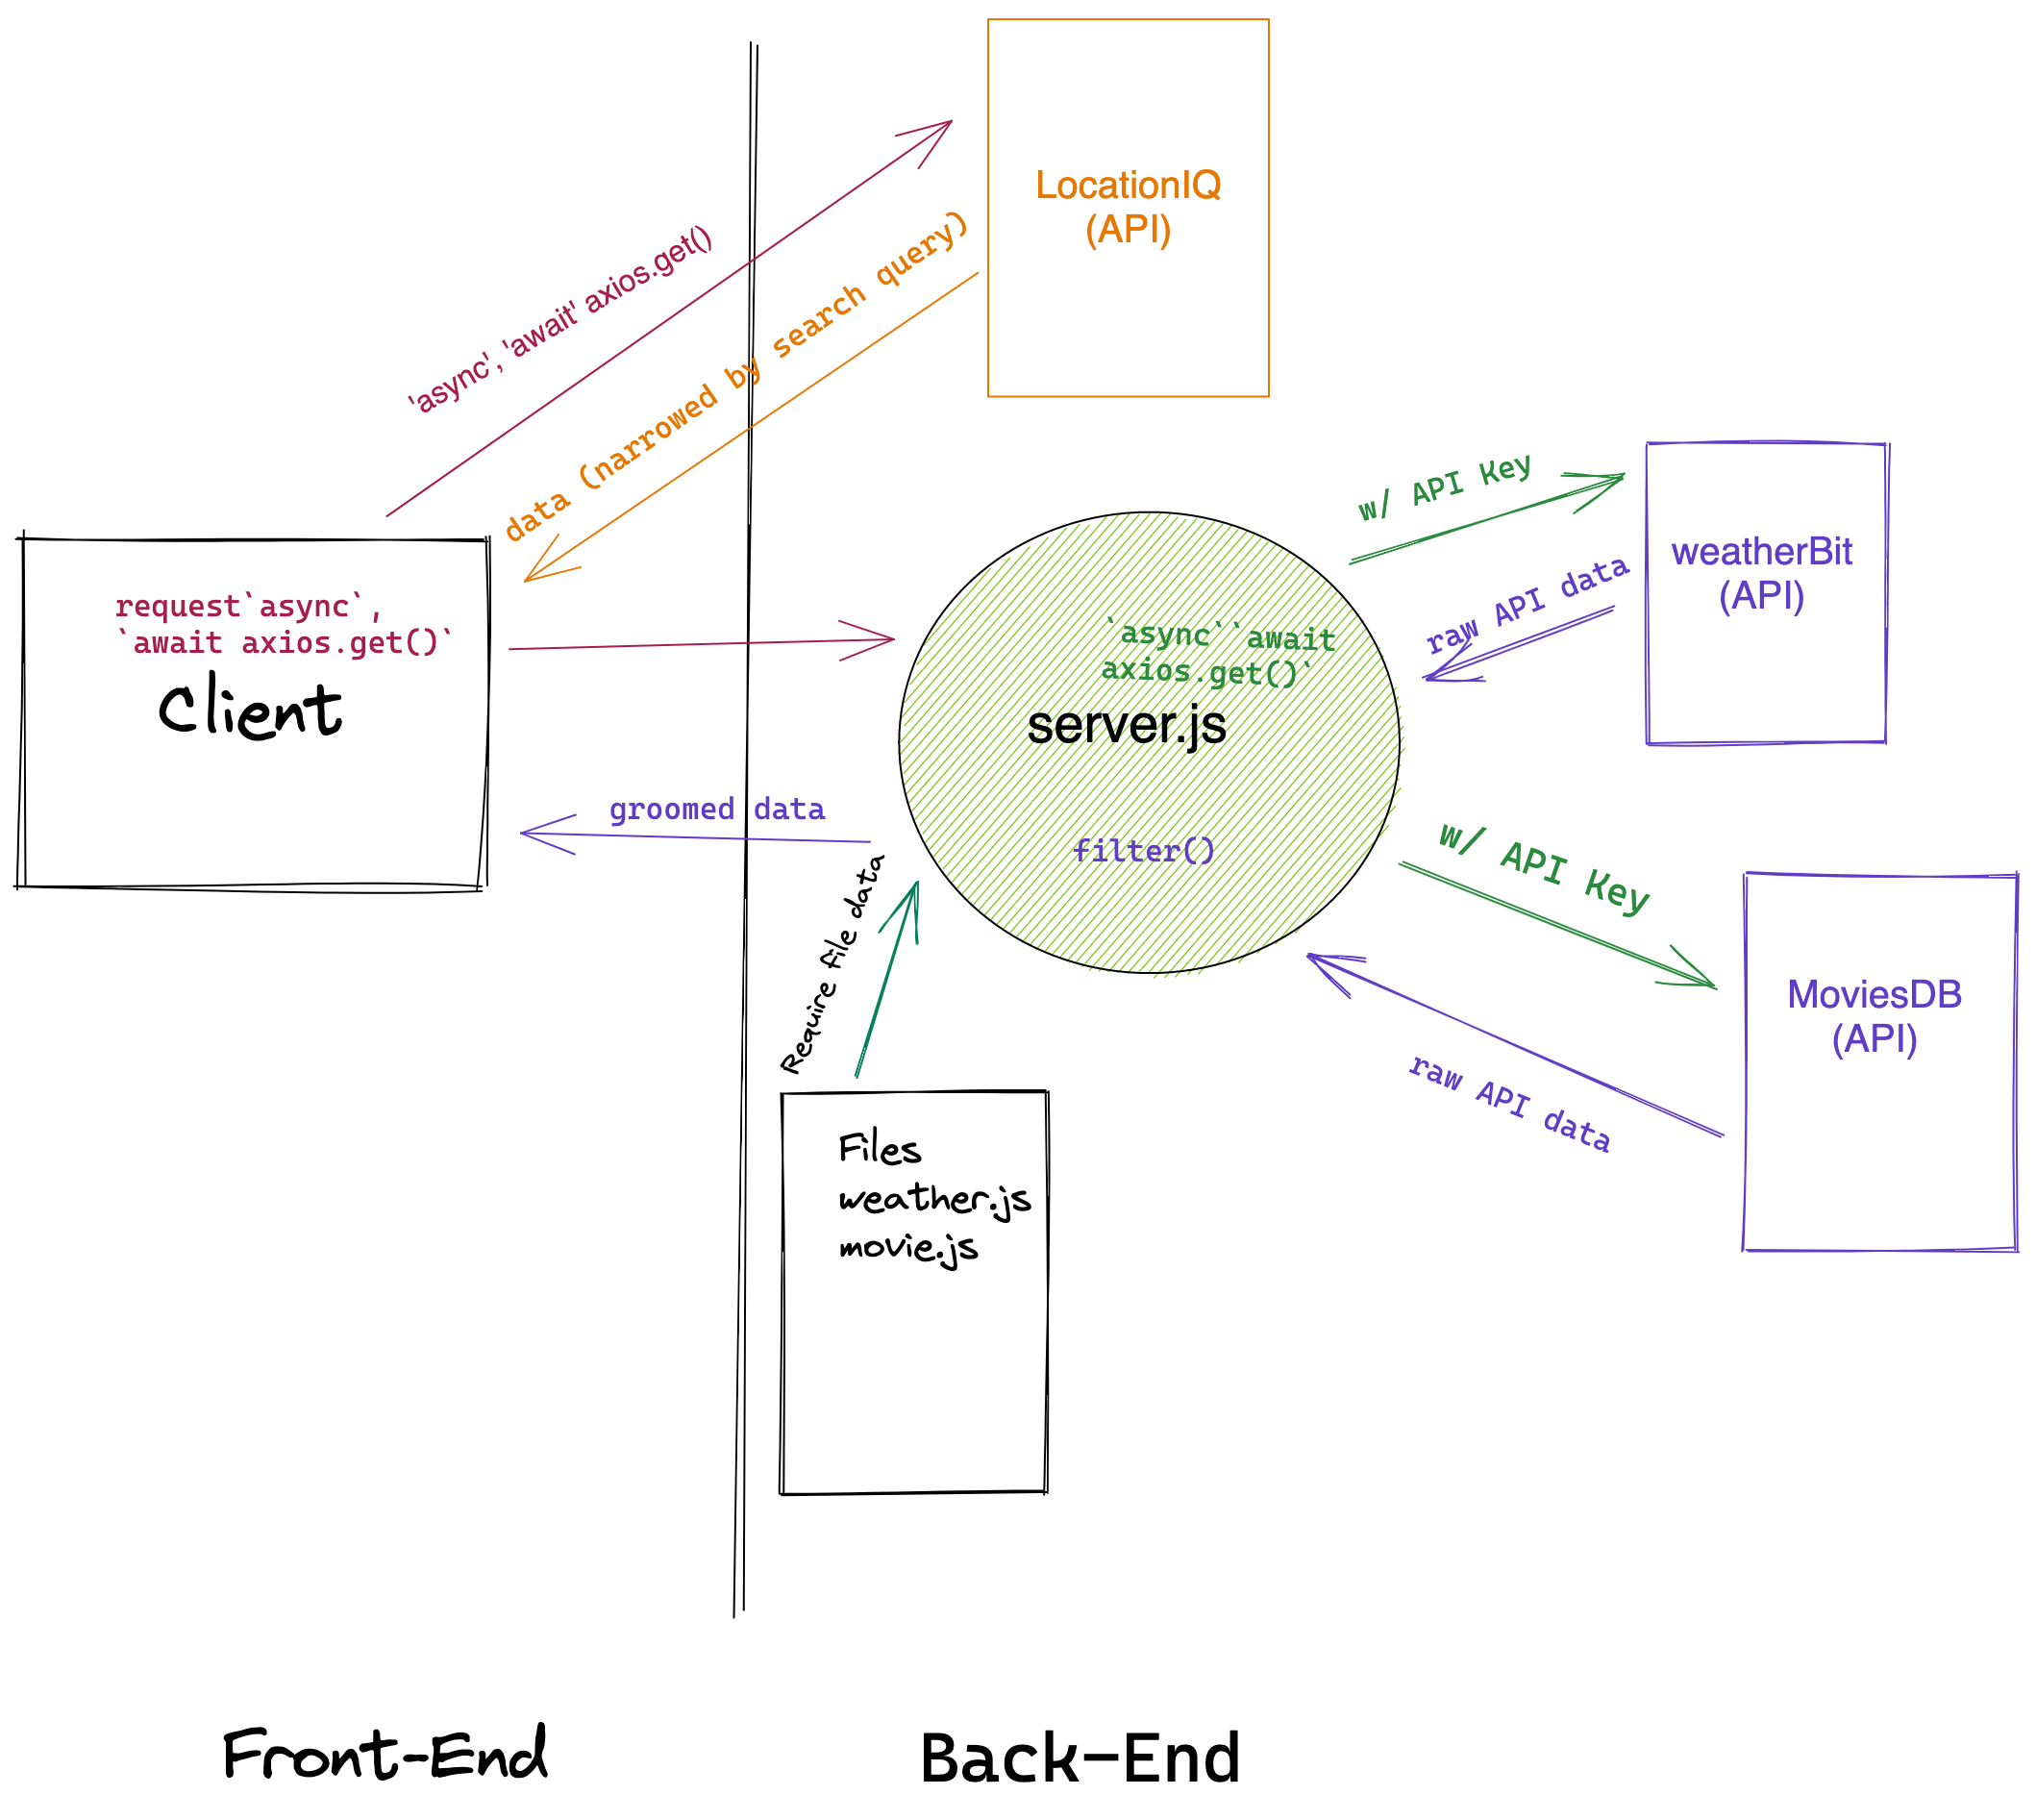 LocationIQ
(API)
'async', 'await' axios.get()
data (narrowed by search query)
request`async`,
`await axios.get()`
Client
w/ API Key
weatherBit
(API)
raw API data
`async``await
axios.get()`
server.js
filter()
groomed data
w/ API Key
MoviesDB
(API)
raw API data
Require file data
Files
weather.js
movie.js
Front-End
Back-End